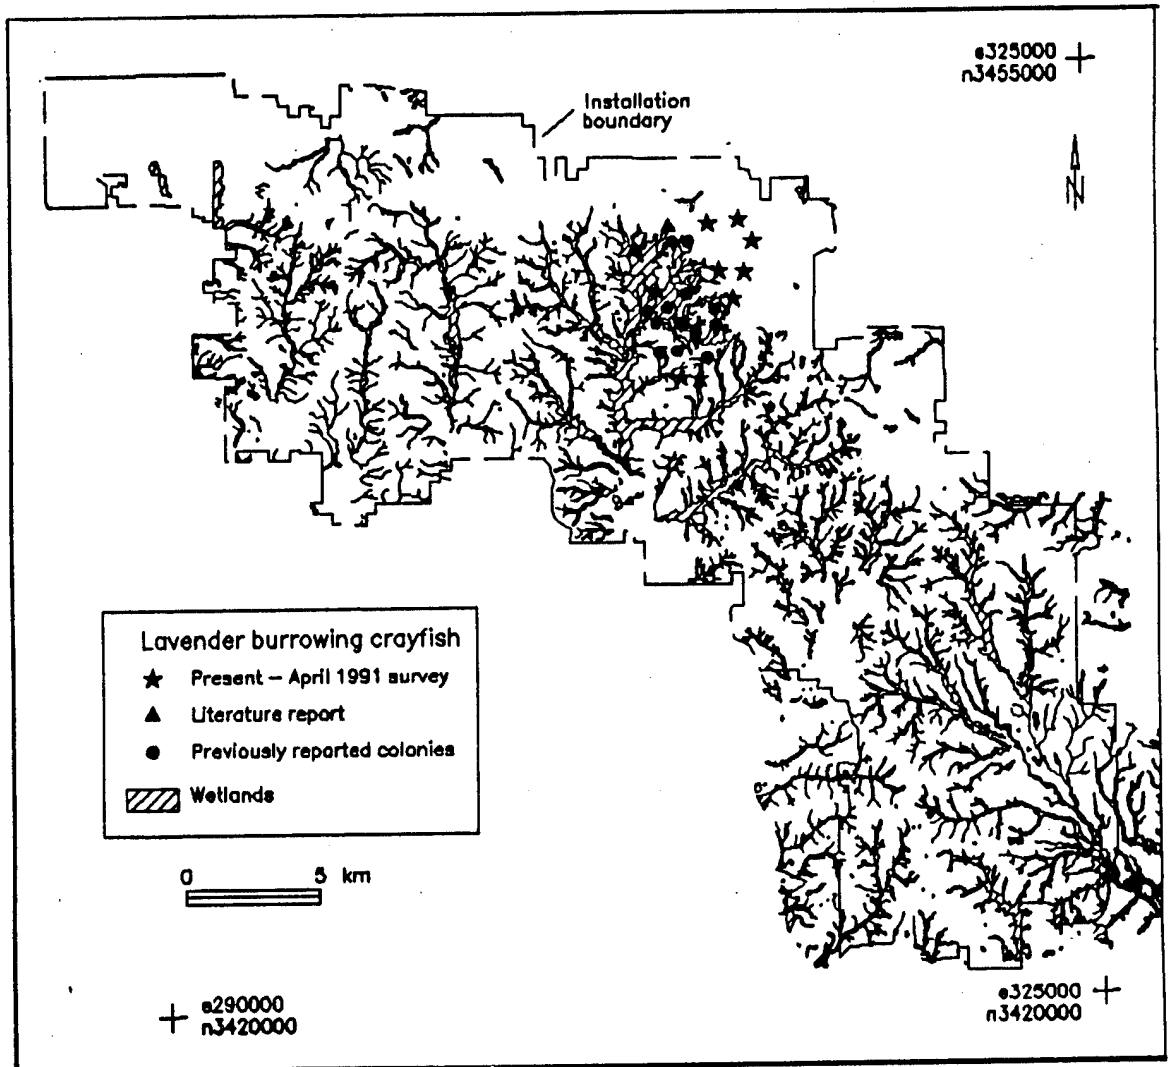 e325000
n3455000
Installation
boundary
N
Lavender burrowing crayfish
Present – April 1991 survey
Literature report
Previously reported colonies
Wetlands
0 5 km
e290000
n3420000
e325000
n3420000